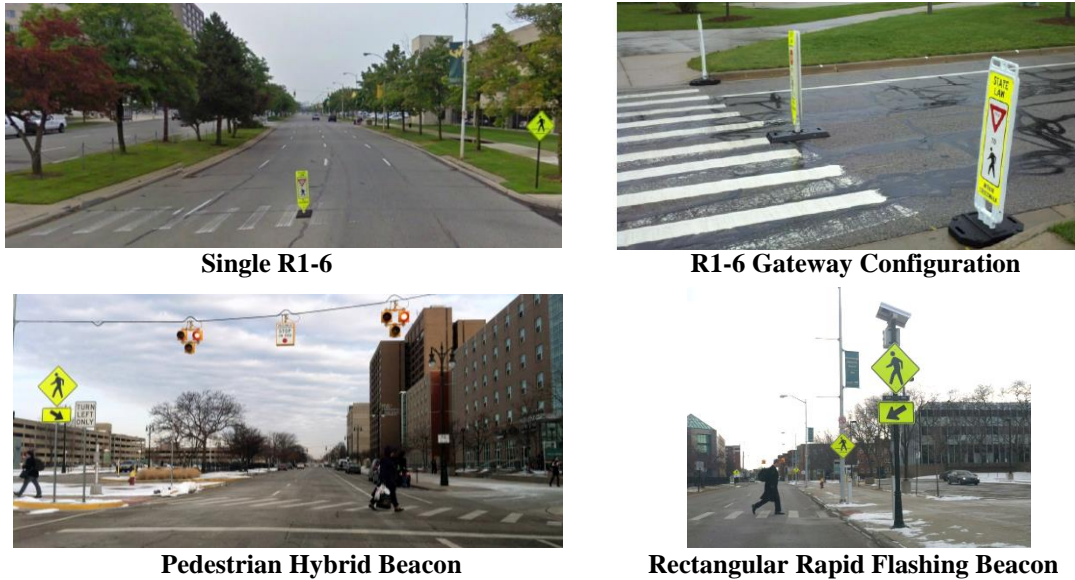 Single R1-6
STATE
LAW
R1-6 Gateway Configuration
TURN
LEFT
ONLY
Pedestrian Hybrid Beacon
Rectangular Rapid Flashing Beacon